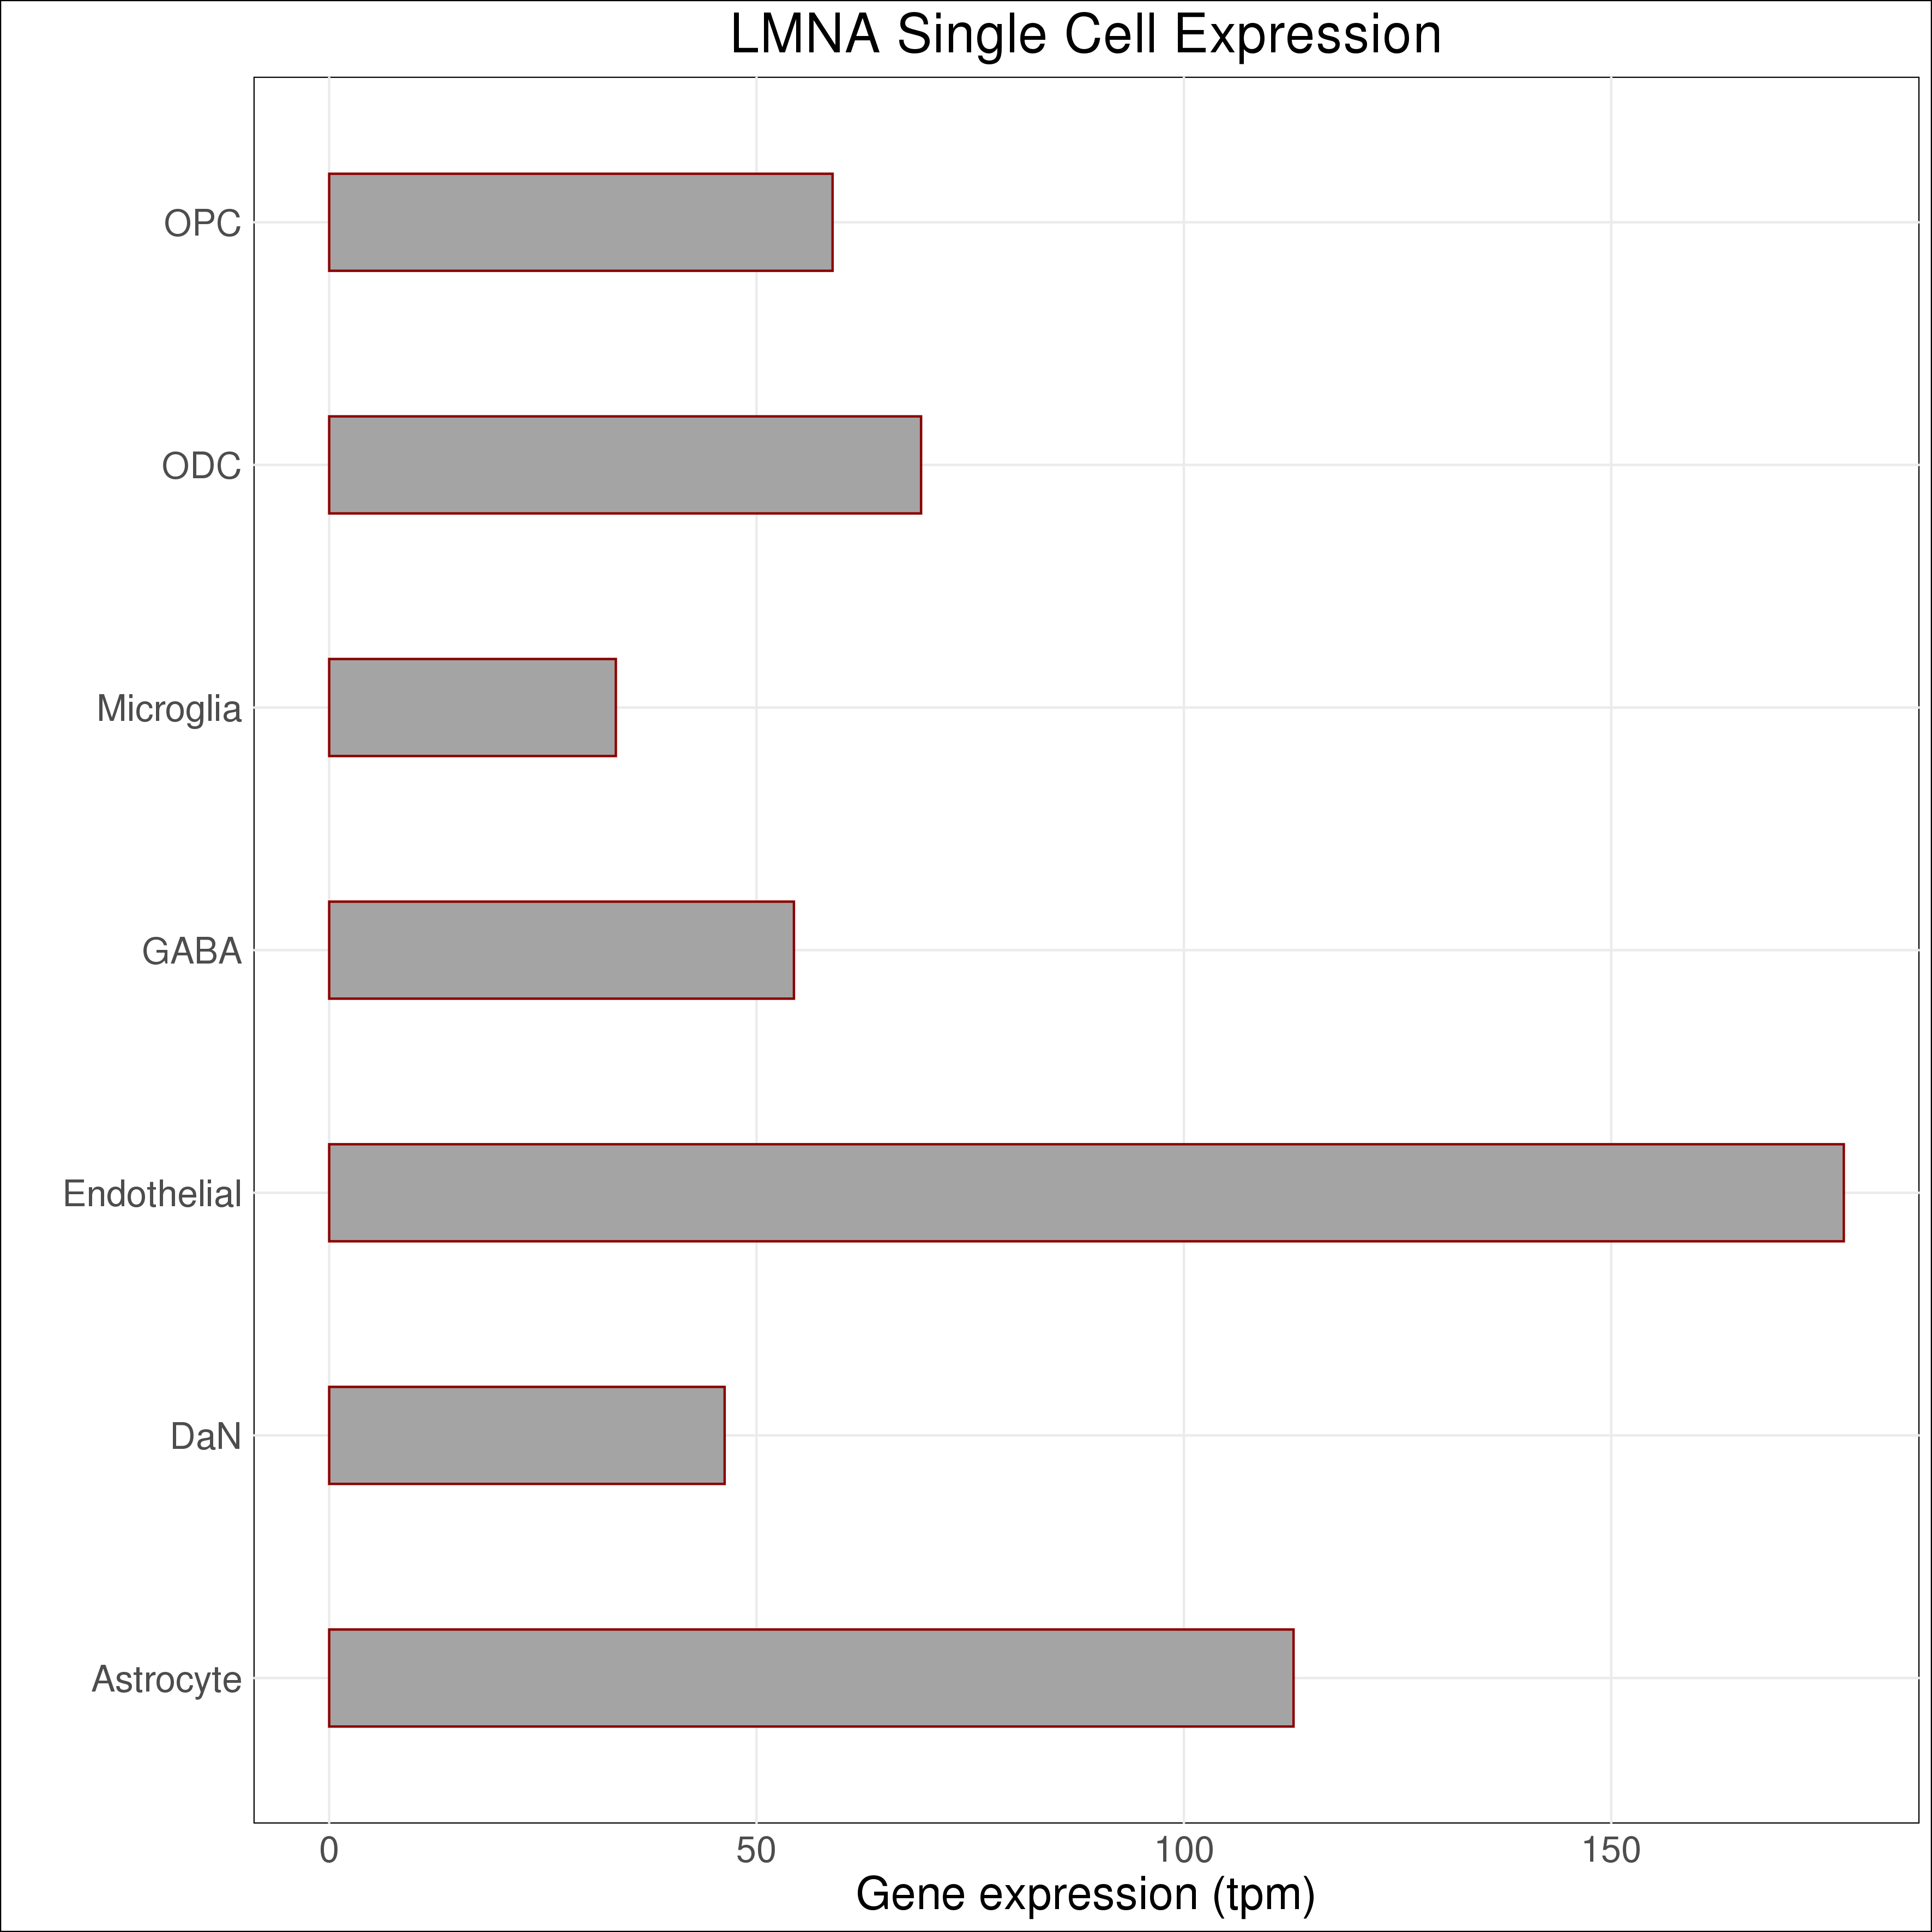 LMNA Single Cell Expression
OPC
ODC
Microglia
GABA
Endothelial
DaN
Astrocyte
0 50 100 150
Gene expression (tpm)